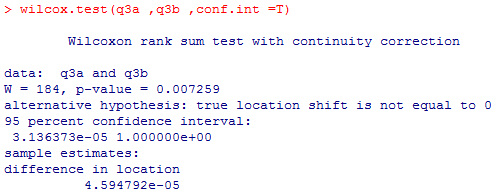 > wilcox.test(q3a ,q3b ,conf.int =T)
Wilcoxon rank sum test with continuity correction
data: q3a and q3b
W = 184, p-value = 0.007259
alternative hypothesis: true location shift is not equal to 0
95 percent confidence interval:
3.136373e-05 1.000000e+00
sample estimates:
difference in location
4.594792e-05